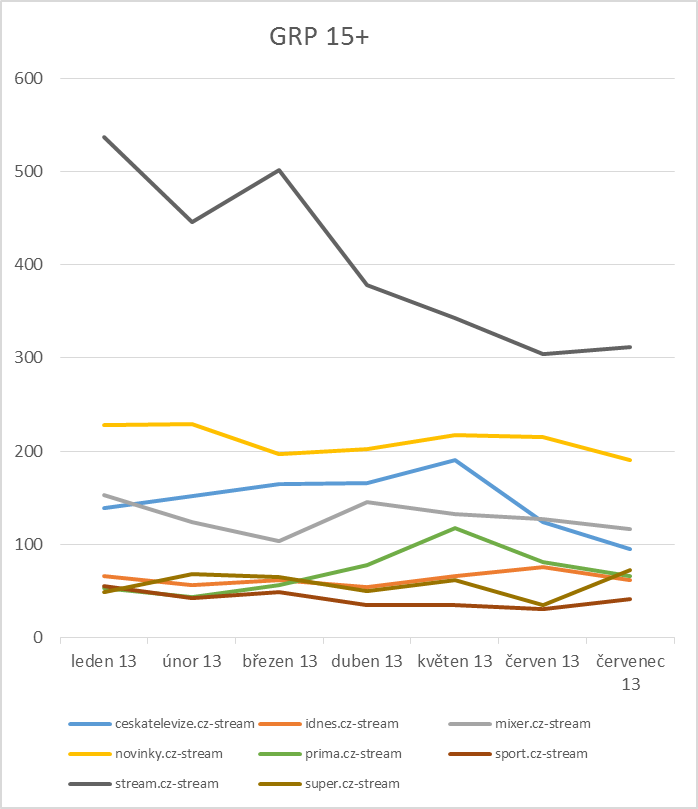 GRP 15+
600
500
400
300
200
100
0
leden 13 únor 13 březen 13 duben 13 květen 13 červen 13 červenec
13
ceskatelevize.cz-stream idnes.cz-stream mixer.cz-stream
novinky.cz-stream prima.cz-stream sport.cz-stream
stream.cz-stream super.cz-stream